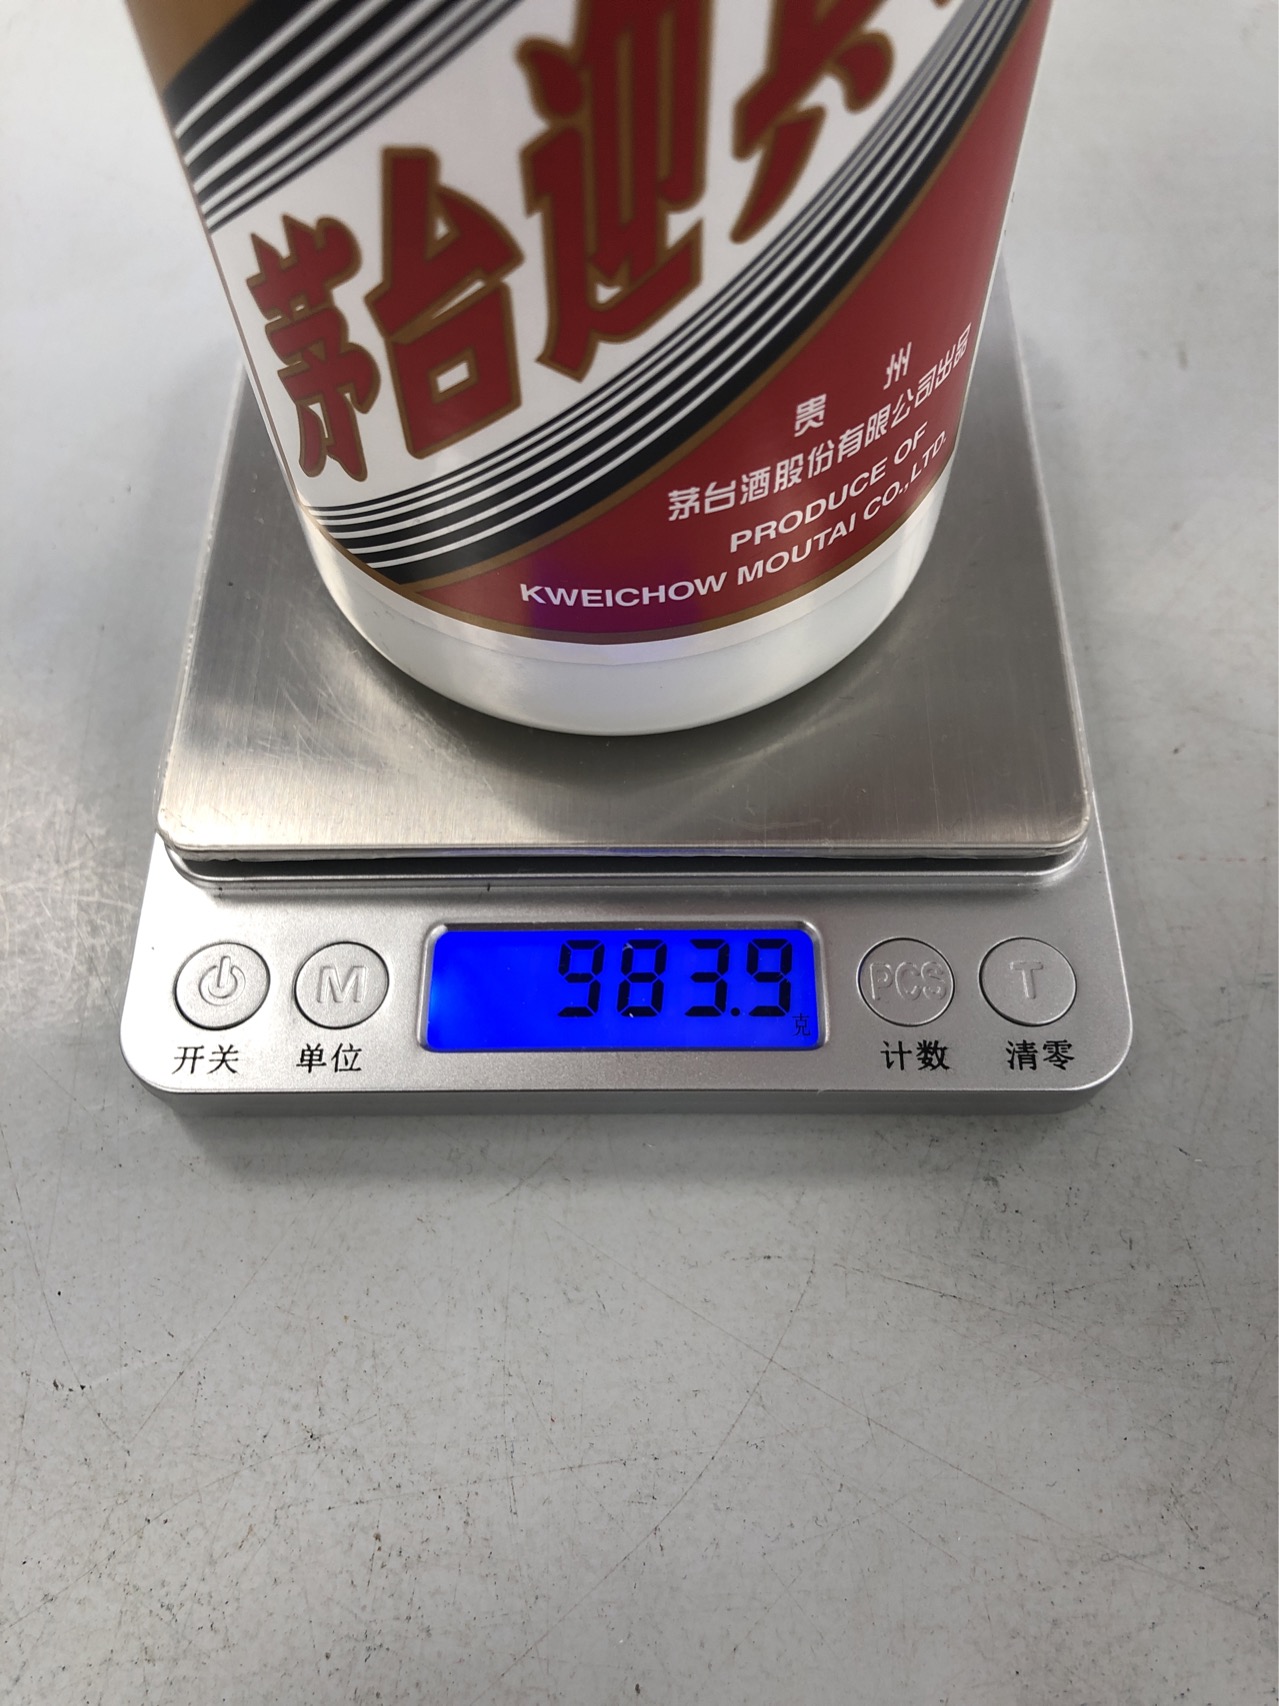 茅台迎宾
贵州
茅台酒股份有限公司出品
PRODUCE OF
KWEICHOW MOUTAI CO.,LTD.
983.9
克
M
PCS
T
开关
单位
计数
清零